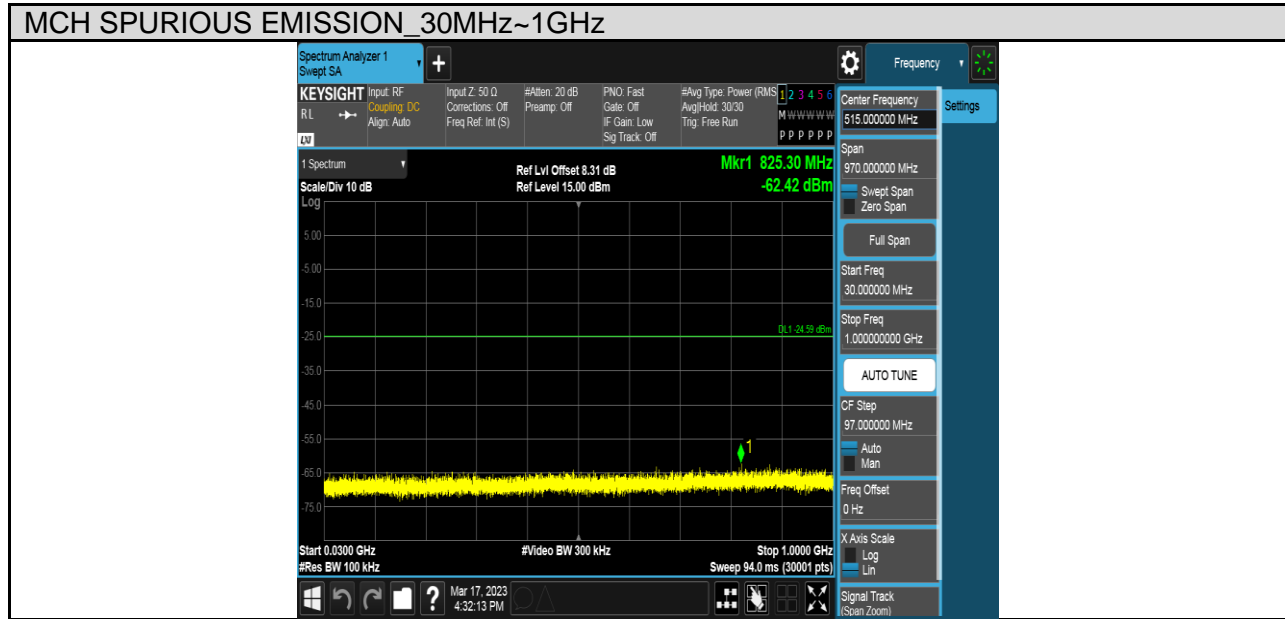 MCH SPURIOUS EMISSION_30MHz~1GHz
Spectrum Analyzer 1
Swept SA
+
Frequency
KEYSIGHT
RL
LXI
Input: RF
Coupling: DC
Align: Auto
Input Z: 50 Ω
Corrections: Off
Freq Ref: Int (S)
#Atten: 20 dB
Preamp: Off
PNO: Fast
Gate: Off
IF Gain: Low
Sig Track: Off
#Avg Type: Power (RMS
Avg|Hold: 30/30
Trig: Free Run
1 2 3 4 5 6
M W W W W W
P P P P P P
Center Frequency
515.000000 MHz
Settings
1 Spectrum
Scale/Div 10 dB
Ref Lvl Offset 8.31 dB
Ref Level 15.00 dBm
Mkr1 825.30 MHz
-62.42 dBm
Span
970.000000 MHz
Swept Span
Zero Span
Log
5.00
-5.00
-15.0
-25.0
-35.0
-45.0
-55.0
-65.0
-75.0
DL1 -24.59 dBm
1
Full Span
Start Freq
30.000000 MHz
Stop Freq
1.000000000 GHz
AUTO TUNE
CF Step
97.000000 MHz
Auto
Man
Freq Offset
0 Hz
X Axis Scale
Log
Lin
Signal Track
(Span Zoom)
Start 0.0300 GHz
#Video BW 300 kHz
Stop 1.0000 GHz
#Res BW 100 kHz
Sweep 94.0 ms (30001 pts)
?
Mar 17, 2023
4:32:13 PM